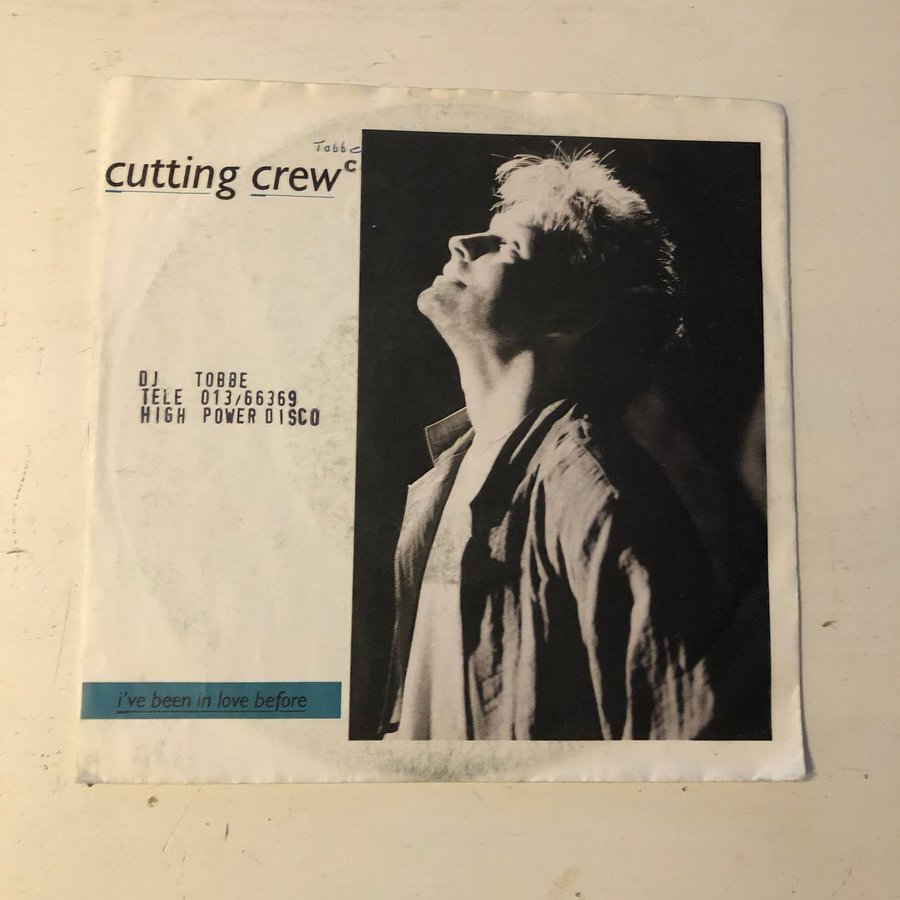 Tobbe
cutting crew c
DJ TOBBE
TELE 013/66369
HIGH POWER DISCO
i've been in love before